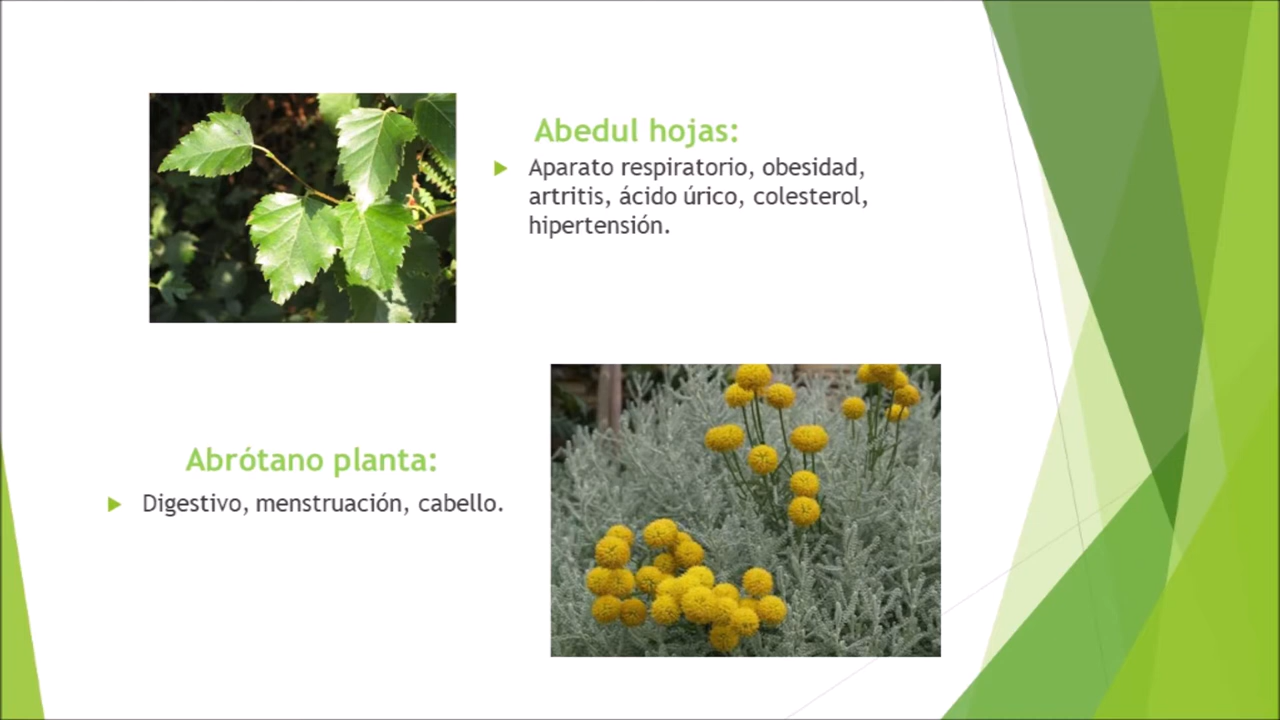 Abedul hojas:
Aparato respiratorio, obesidad,
artritis, ácido úrico, colesterol,
hipertensión.
Abrótano planta:
Digestivo, menstruación, cabello.